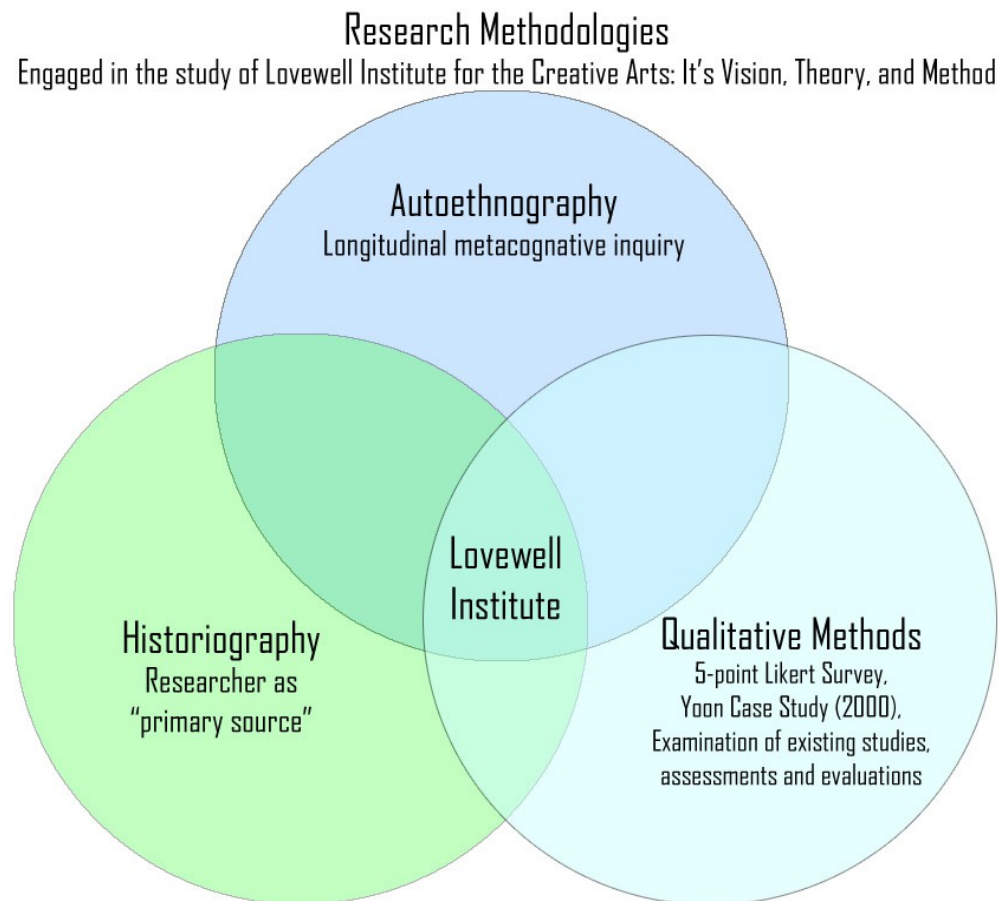 Research Methodologies
Engaged in the study of Lovewell Institute for the Creative Arts: It's Vision, Theory, and Method
Autoethnography
Longitudinal metacognative inquiry
Lovewell
Institute
Historiography
Researcher as
“primary source”
Qualitative Methods
5-point Likert Survey,
Yoon Case Study (2000),
Examination of existing studies,
assessments and evaluations